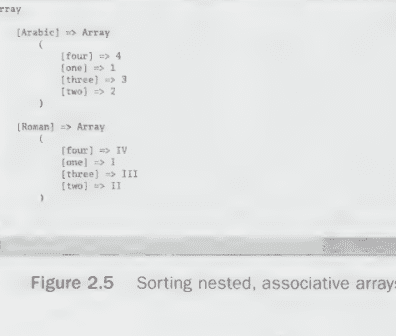 rray
[Arabic] => Array
(
[four] => 4
[one] => 1
[three] => 3
[two] => 2
)
[Roman] => Array
(
[four] => IV
[one] => I
[three] => III
[two] => II
)
Figure 2.5 Sorting nested, associative arrays